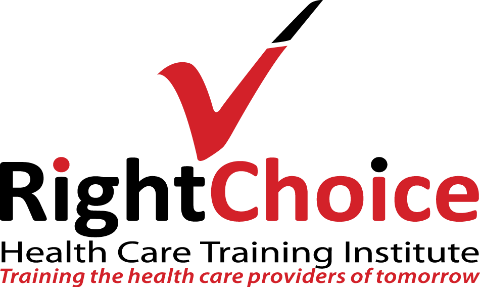 RightChoice
Health Care Training Institute
Training the health care providers of tomorrow